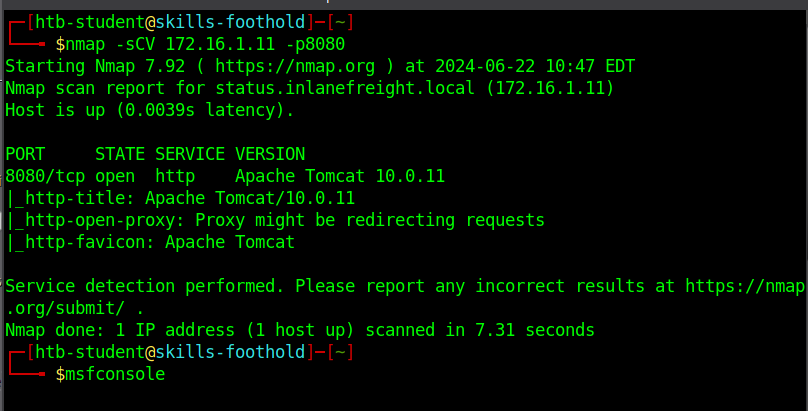 ┌─[htb-student@skills-foothold]─[~]
└──╼ $nmap -sCV 172.16.1.11 -p8080
Starting Nmap 7.92 ( https://nmap.org ) at 2024-06-22 10:47 EDT
Nmap scan report for status.inlanefreight.local (172.16.1.11)
Host is up (0.0039s latency).

PORT     STATE SERVICE VERSION
8080/tcp open  http    Apache Tomcat 10.0.11
|_http-title: Apache Tomcat/10.0.11
|_http-open-proxy: Proxy might be redirecting requests
|_http-favicon: Apache Tomcat

Service detection performed. Please report any incorrect results at https://nmap
.org/submit/ .
Nmap done: 1 IP address (1 host up) scanned in 7.31 seconds
┌─[htb-student@skills-foothold]─[~]
└──╼ $msfconsole